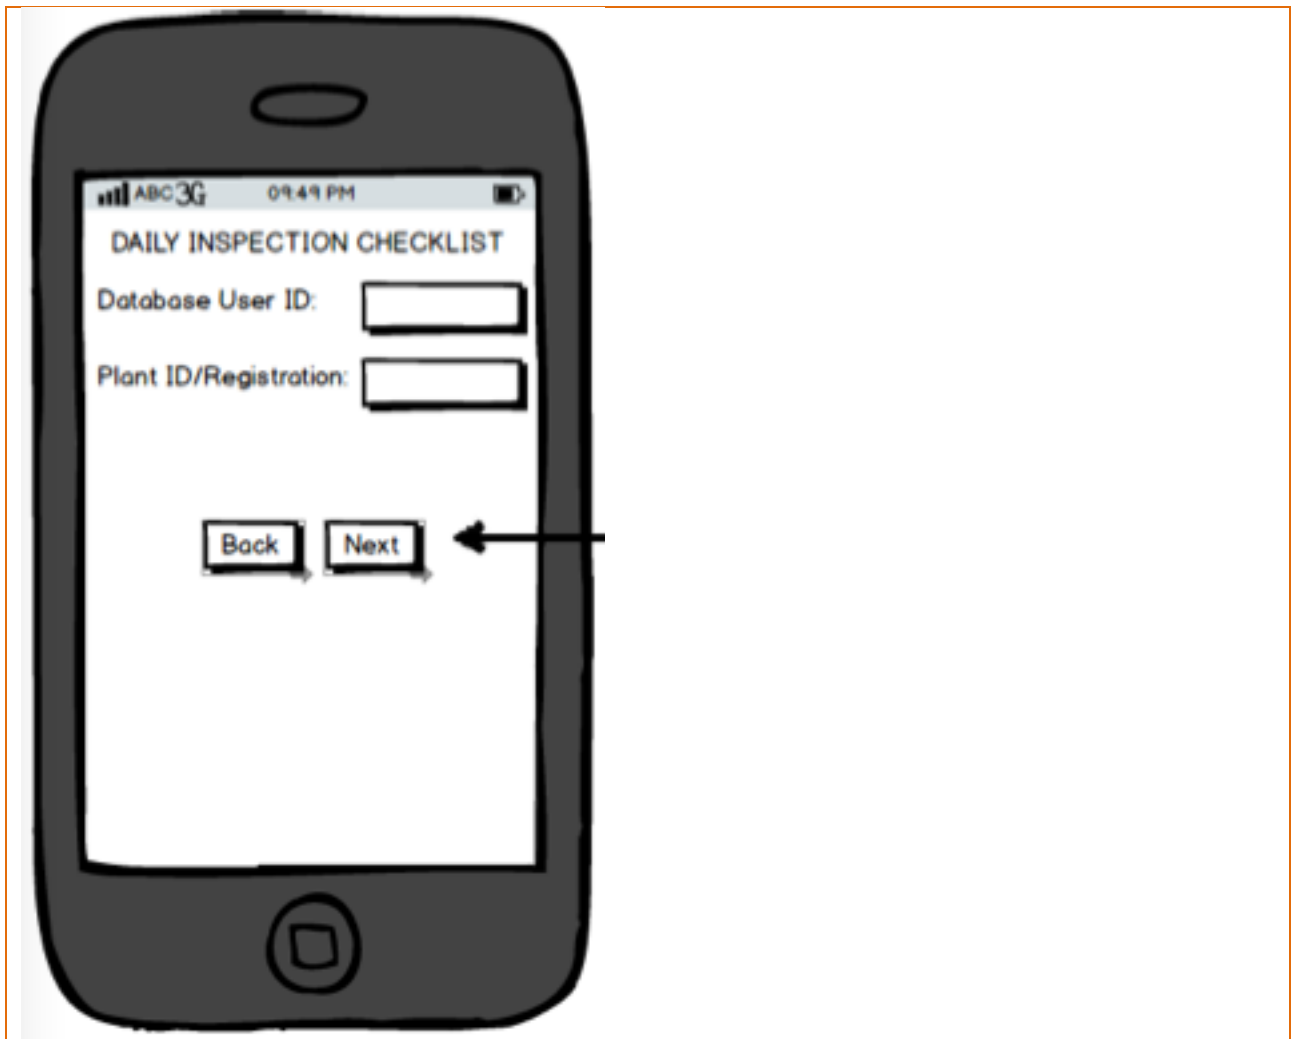 ABC 3G 09:49 PM
DAILY INSPECTION CHECKLIST
Database User ID:
Plant ID/Registration:
Back Next